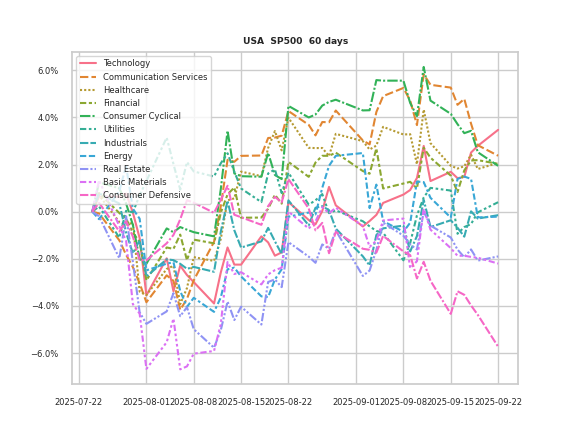 USA SP500 60 days
Technology
Communication Services
Healthcare
Financial
Consumer Cyclical
Utilities
Industrials
Energy
Real Estate
Basic Materials
Consumer Defensive
6.0%
4.0%
2.0%
0.0%
−2.0%
−4.0%
−6.0%
2025-07-22
2025-08-01
2025-08-08
2025-08-15
2025-08-22
2025-09-01
2025-09-08
2025-09-15
2025-09-22